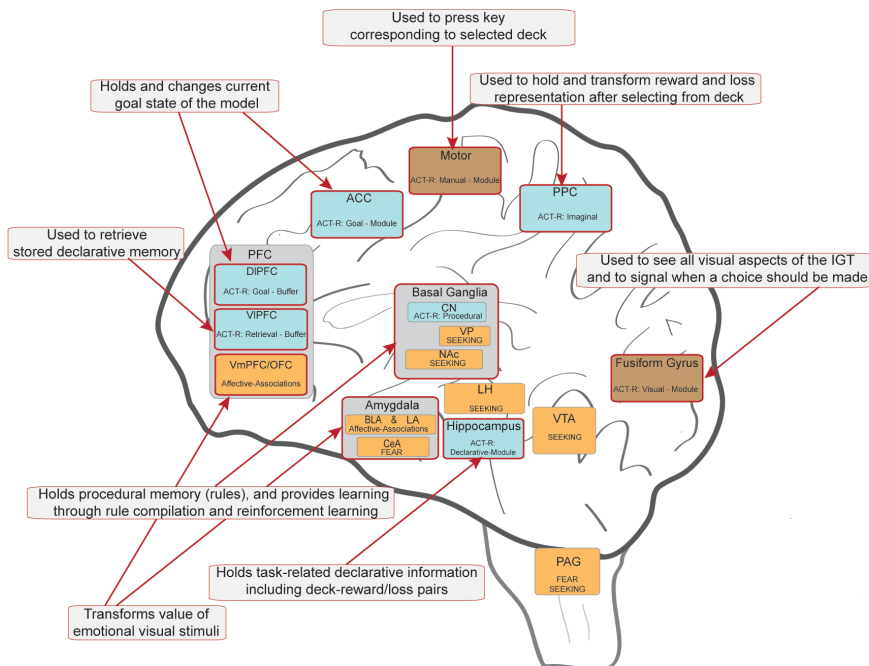 Used to press key
corresponding to selected deck
Holds and changes current
goal state of the model
Used to hold and transform reward and loss
representation after selecting from deck
Motor
ACT-R: Manual - Module
ACC
ACT-R: Goal - Module
PPC
ACT-R: Imaginal
Used to retrieve
stored declarative memory
PFC
DlPFC
ACT-R: Goal - Buffer
VlPFC
ACT-R: Retrieval - Buffer
VmPFC/OFC
Affective-Associations
Used to see all visual aspects of the IGT
and to signal when a choice should be made
Basal Ganglia
CN
ACT-R: Procedural
VP
SEEKING
NAc
SEEKING
Fusiform Gyrus
ACT-R: Visual - Module
LH
SEEKING
Amygdala
BLA & LA
Affective-Associations
CeA
FEAR
Hippocampus
ACT-R:
Declarative-Module
VTA
SEEKING
Holds procedural memory (rules), and provides learning
through rule compilation and reinforcement learning
Holds task-related declarative information
including deck-reward/loss pairs
PAG
FEAR
SEEKING
Transforms value of
emotional visual stimuli